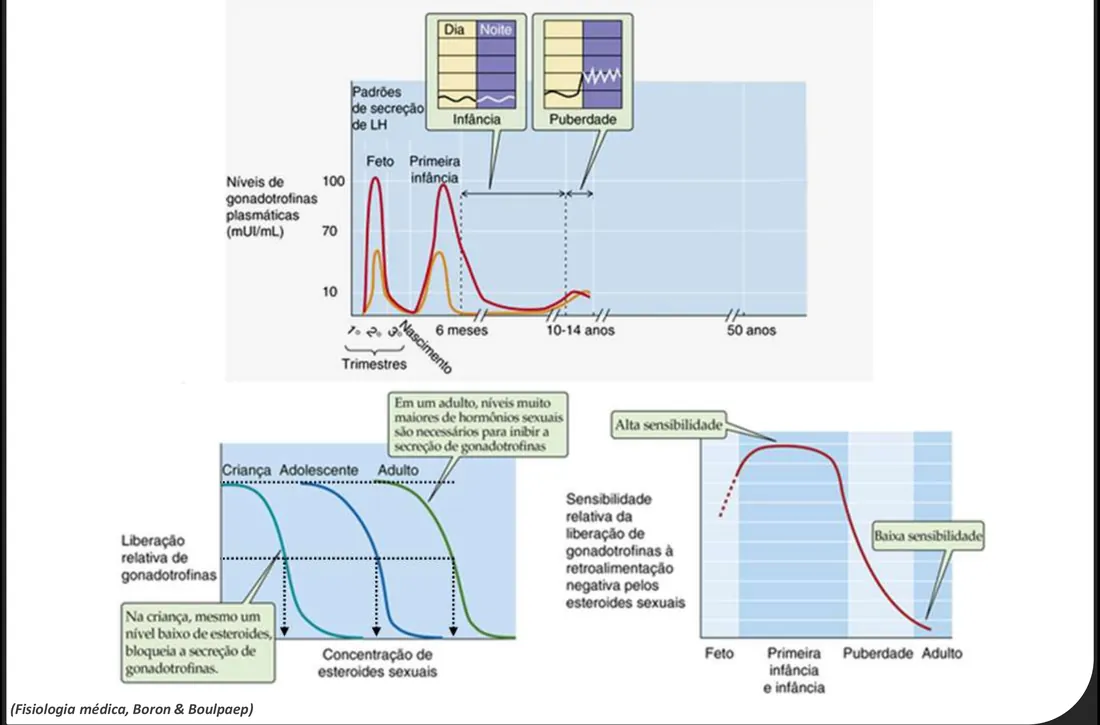 Dia Noite
Infância
Puberdade
Padrões
de secreção
de LH
Feto
Primeira
infância
Níveis de
gonadotrofinas
plasmáticas
(mUI/mL)
100
70
10
1º 2º 3º Nascimento
6 meses
10-14 anos
50 anos
Trimestres
Em um adulto, níveis muito
maiores de hormônios sexuais
são necessários para inibir a
secreção de gonadotrofinas
Criança Adolescente Adulto
Liberação
relativa de
gonadotrofinas
Na criança, mesmo um
nível baixo de esteroides,
bloqueia a secreção de
gonadotrofinas.
Concentração de
esteroides sexuais
Alta sensibilidade
Sensibilidade
relativa da
liberação de
gonadotrofinas à
retroalimentação
negativa pelos
esteroides sexuais
Baixa sensibilidade
Feto
Primeira
infância
e infância
Puberdade
Adulto
(Fisiologia médica, Boron & Boulpaep)